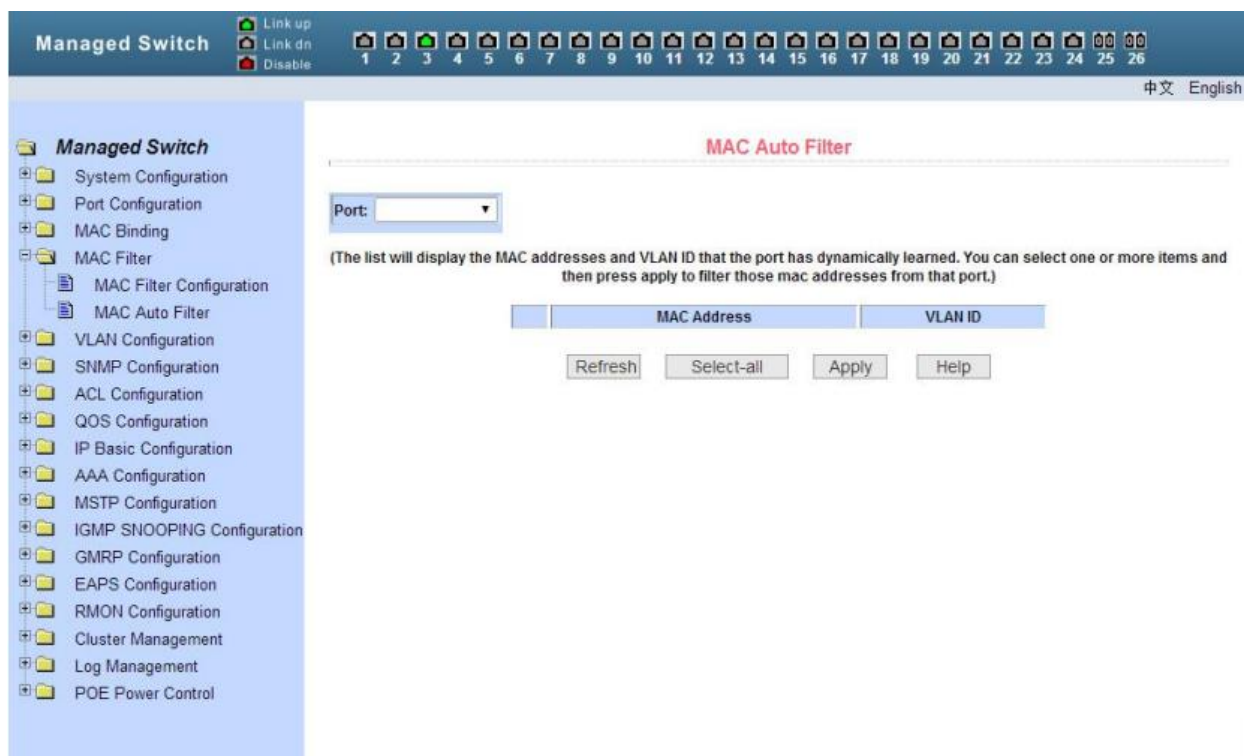 Managed Switch
Link up
Link dn
Disable
1 2 3 4 5 6 7 8 9 10 11 12 13 14 15 16 17 18 19 20 21 22 23 24 25 26
中文 English
Managed Switch
System Configuration
Port Configuration
MAC Binding
MAC Filter
MAC Filter Configuration
MAC Auto Filter
VLAN Configuration
SNMP Configuration
ACL Configuration
QOS Configuration
IP Basic Configuration
AAA Configuration
MSTP Configuration
IGMP SNOOPING Configuration
GMRP Configuration
EAPS Configuration
RMON Configuration
Cluster Management
Log Management
POE Power Control
MAC Auto Filter
Port:
(The list will display the MAC addresses and VLAN ID that the port has dynamically learned. You can select one or more items and
then press apply to filter those mac addresses from that port.)
MAC Address VLAN ID
Refresh Select-all Apply Help